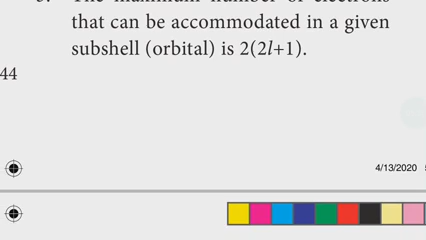 that can be accommodated in a given
subshell (orbital) is 2(2l+1).
44
4/13/2020